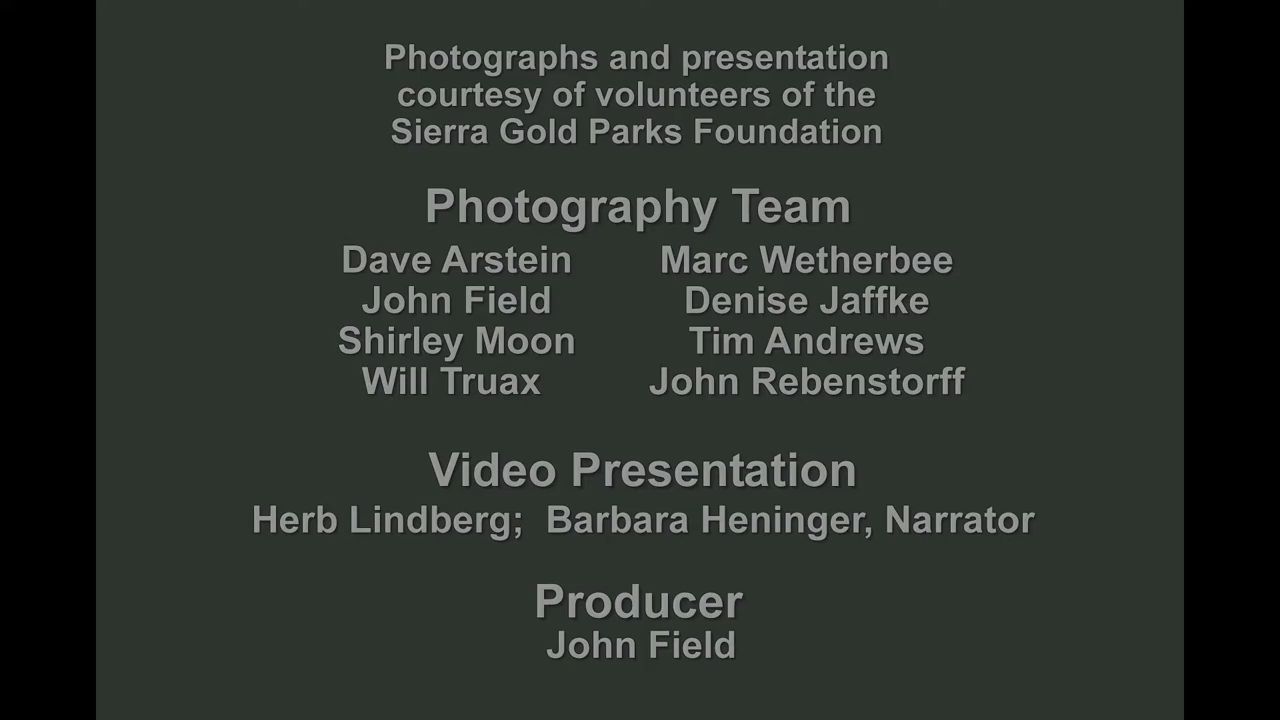 Photographs and presentation
courtesy of volunteers of the
Sierra Gold Parks Foundation
Photography Team
Dave Arstein
John Field
Shirley Moon
Will Truax
Marc Wetherbee
Denise Jaffke
Tim Andrews
John Rebenstorff
Video Presentation
Herb Lindberg; Barbara Heninger, Narrator
Producer
John Field